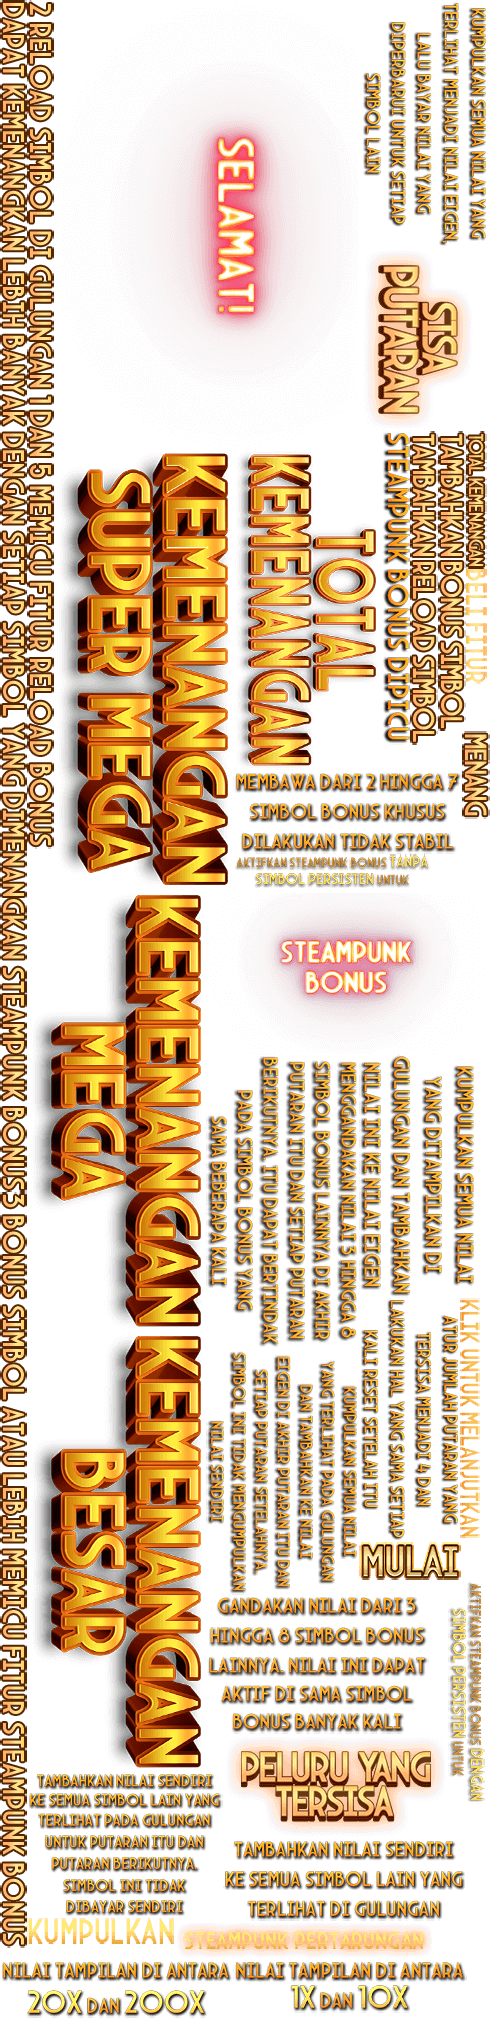 KUMPULKAN SEMUA NILAI YANG
TERLIHAT MENJADI NILAI EIGEN,
LALU BAYAR NILAI YANG
DIPERBARUI UNTUK SETIAP
SIMBOL LAIN
SELAMAT!
SISA
PUTARAN
2 RELOAD SIMBOL DI GULUNGAN 1 DAN 5 MEMICU FITUR RELOAD BONUS
DAPAT KEMENANGKAN LEBIH BANYAK DENGAN SETIAP SIMBOL YANG DIMENANGKAN STEAMPUNK BONUS3 BONUS SIMBOL ATAU LEBIH MEMICU FITUR STEAMPUNK BONUS
TOTAL KEMENANGAN
BELI FITUR
TAMBAHKAN BONUS SIMBOL
TAMBAHKAN RELOAD SIMBOL
STEAMPUNK BONUS DIPICU
MENANG
TOTAL
KEMENANGAN
KEMENANGAN
SUPER MEGA
MEMBAWA DARI 2 HINGGA 7
SIMBOL BONUS KHUSUS
DILAKUKAN TIDAK STABIL
AKTIFKAN STEAMPUNK BONUS TANPA
SIMBOL PERSISTEN UNTUK
STEAMPUNK
BONUS
KEMENANGAN
MEGA
KUMPULKAN SEMUA NILAI
YANG DITAMPILKAN DI
GULUNGAN DAN TAMBAHKAN
NILAI INI KE NILAI EIGEN
MENGGANDAKAN NILAI 5 HINGGA 8
SIMBOL BONUS LAINNYA DI AKHIR
PUTARAN ITU DAN SETIAP PUTARAN
BERIKUTNYA. ITU DAPAT BERTINDAK
PADA SIMBOL BONUS YANG
SAMA BEBERAPA KALI
KLIK UNTUK MELANJUTKAN
ATUR JUMLAH PUTARAN YANG
TERSISA MENJADI 4 DAN
LAKUKAN HAL YANG SAMA SETIAP
KALI RESET SETELAH ITU
KUMPULKAN SEMUA NILAI
YANG TERLIHAT PADA GULUNGAN
DAN TAMBAHKAN KE NILAI
EIGENDI AKHIR PUTARAN ITU DAN
SETIAP PUTARAN SETELAHNYA.
SIMBOL INI TIDAK MENGUMPULKAN
NILAI SENDIRI
KEMENANGAN
BESAR
MULAI
AKTIFKAN STEAMPUNK BONUS DENGAN
SIMBOL PERSISTEN UNTUK
GANDAKAN NILAI DARI 3
HINGGA 8 SIMBOL BONUS
LAINNYA. NILAI INI DAPAT
AKTIF DI SAMA SIMBOL
BONUS BANYAK KALI
PELURU YANG
TERSISA
TAMBAHKAN NILAI SENDIRI
KE SEMUA SIMBOL LAIN YANG
TERLIHAT PADA GULUNGAN
UNTUK PUTARAN ITU DAN
PUTARAN BERIKUTNYA.
SIMBOL INI TIDAK
DIBAYAR SENDIRI
TAMBAHKAN NILAI SENDIRI
KE SEMUA SIMBOL LAIN YANG
TERLIHAT DI GULUNGAN
KUMPULKAN
STEAMPUNK PERTARUNGAN
NILAI TAMPILAN DI ANTARA
20X DAN 200X
NILAI TAMPILAN DI ANTARA
1X DAN 10X